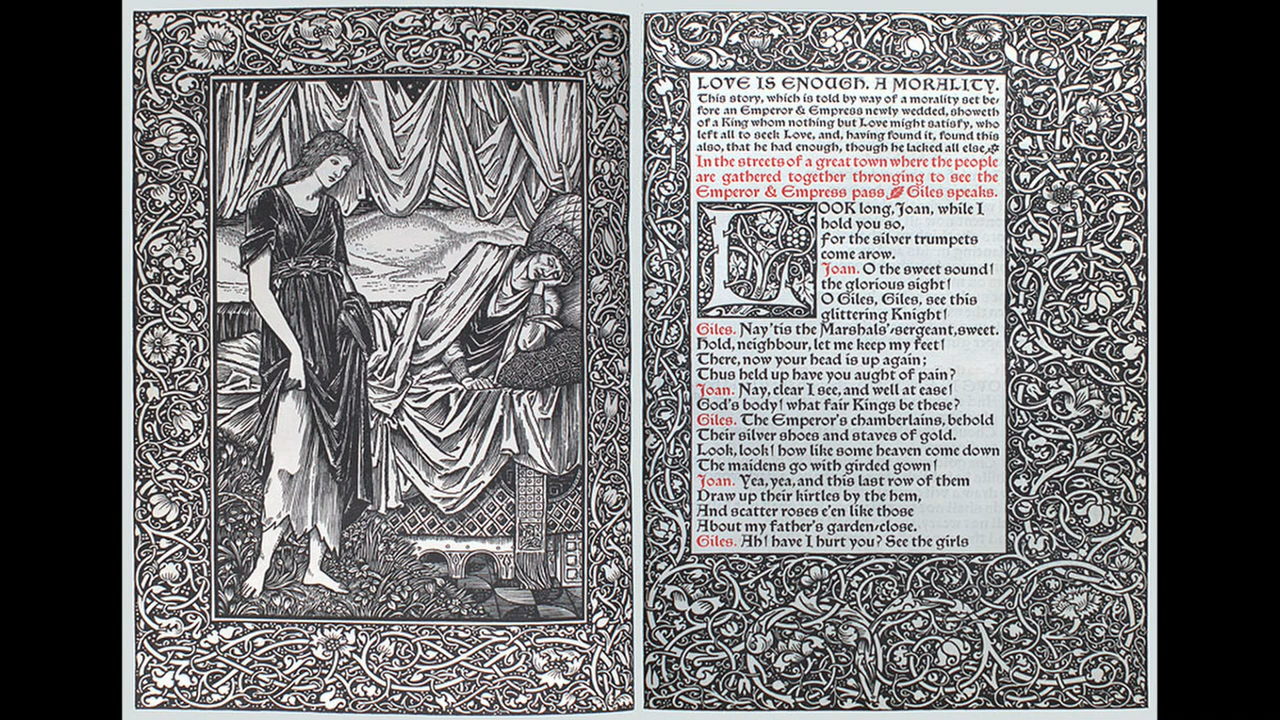 LOVE IS ENOUGH. A MORALITY.
This story, which is told by way of a morality set be-
fore an Emperor & Empress newly wedded, showeth
of a King whom nothing but Love might satisfy, who
left all to seek Love, and, having found it, found this
also, that he had enough, though he lacked all else.
In the streets of a great town where the people
are gathered together thronging to see the
Emperor & Empress pass Giles speaks.
LOOK long, Joan, while I
hold you so,
For the silver trumpets
come arow.
Joan. O the sweet sound!
the glorious sight!
O Giles, Giles, see this
glittering Knight!
Giles. Nay 'tis the Marshals'-sergeant, sweet.
Hold, neighbour, let me keep my feet!
There, now your head is up again;
Thus held up have you aught of pain?
Joan. Nay, clear I see, and well at ease!
God's body! what fair Kings be these?
Giles. The Emperor's chamberlains, behold
Their silver shoes and staves of gold.
Look, look! how like some heaven come down
The maidens go with girded gown!
Joan. Yea, yea, and this last row of them
Draw up their kirtles by the hem,
And scatter roses e'en like those
About my father's garden-close.
Giles. Ah! have I hurt you? See the girls